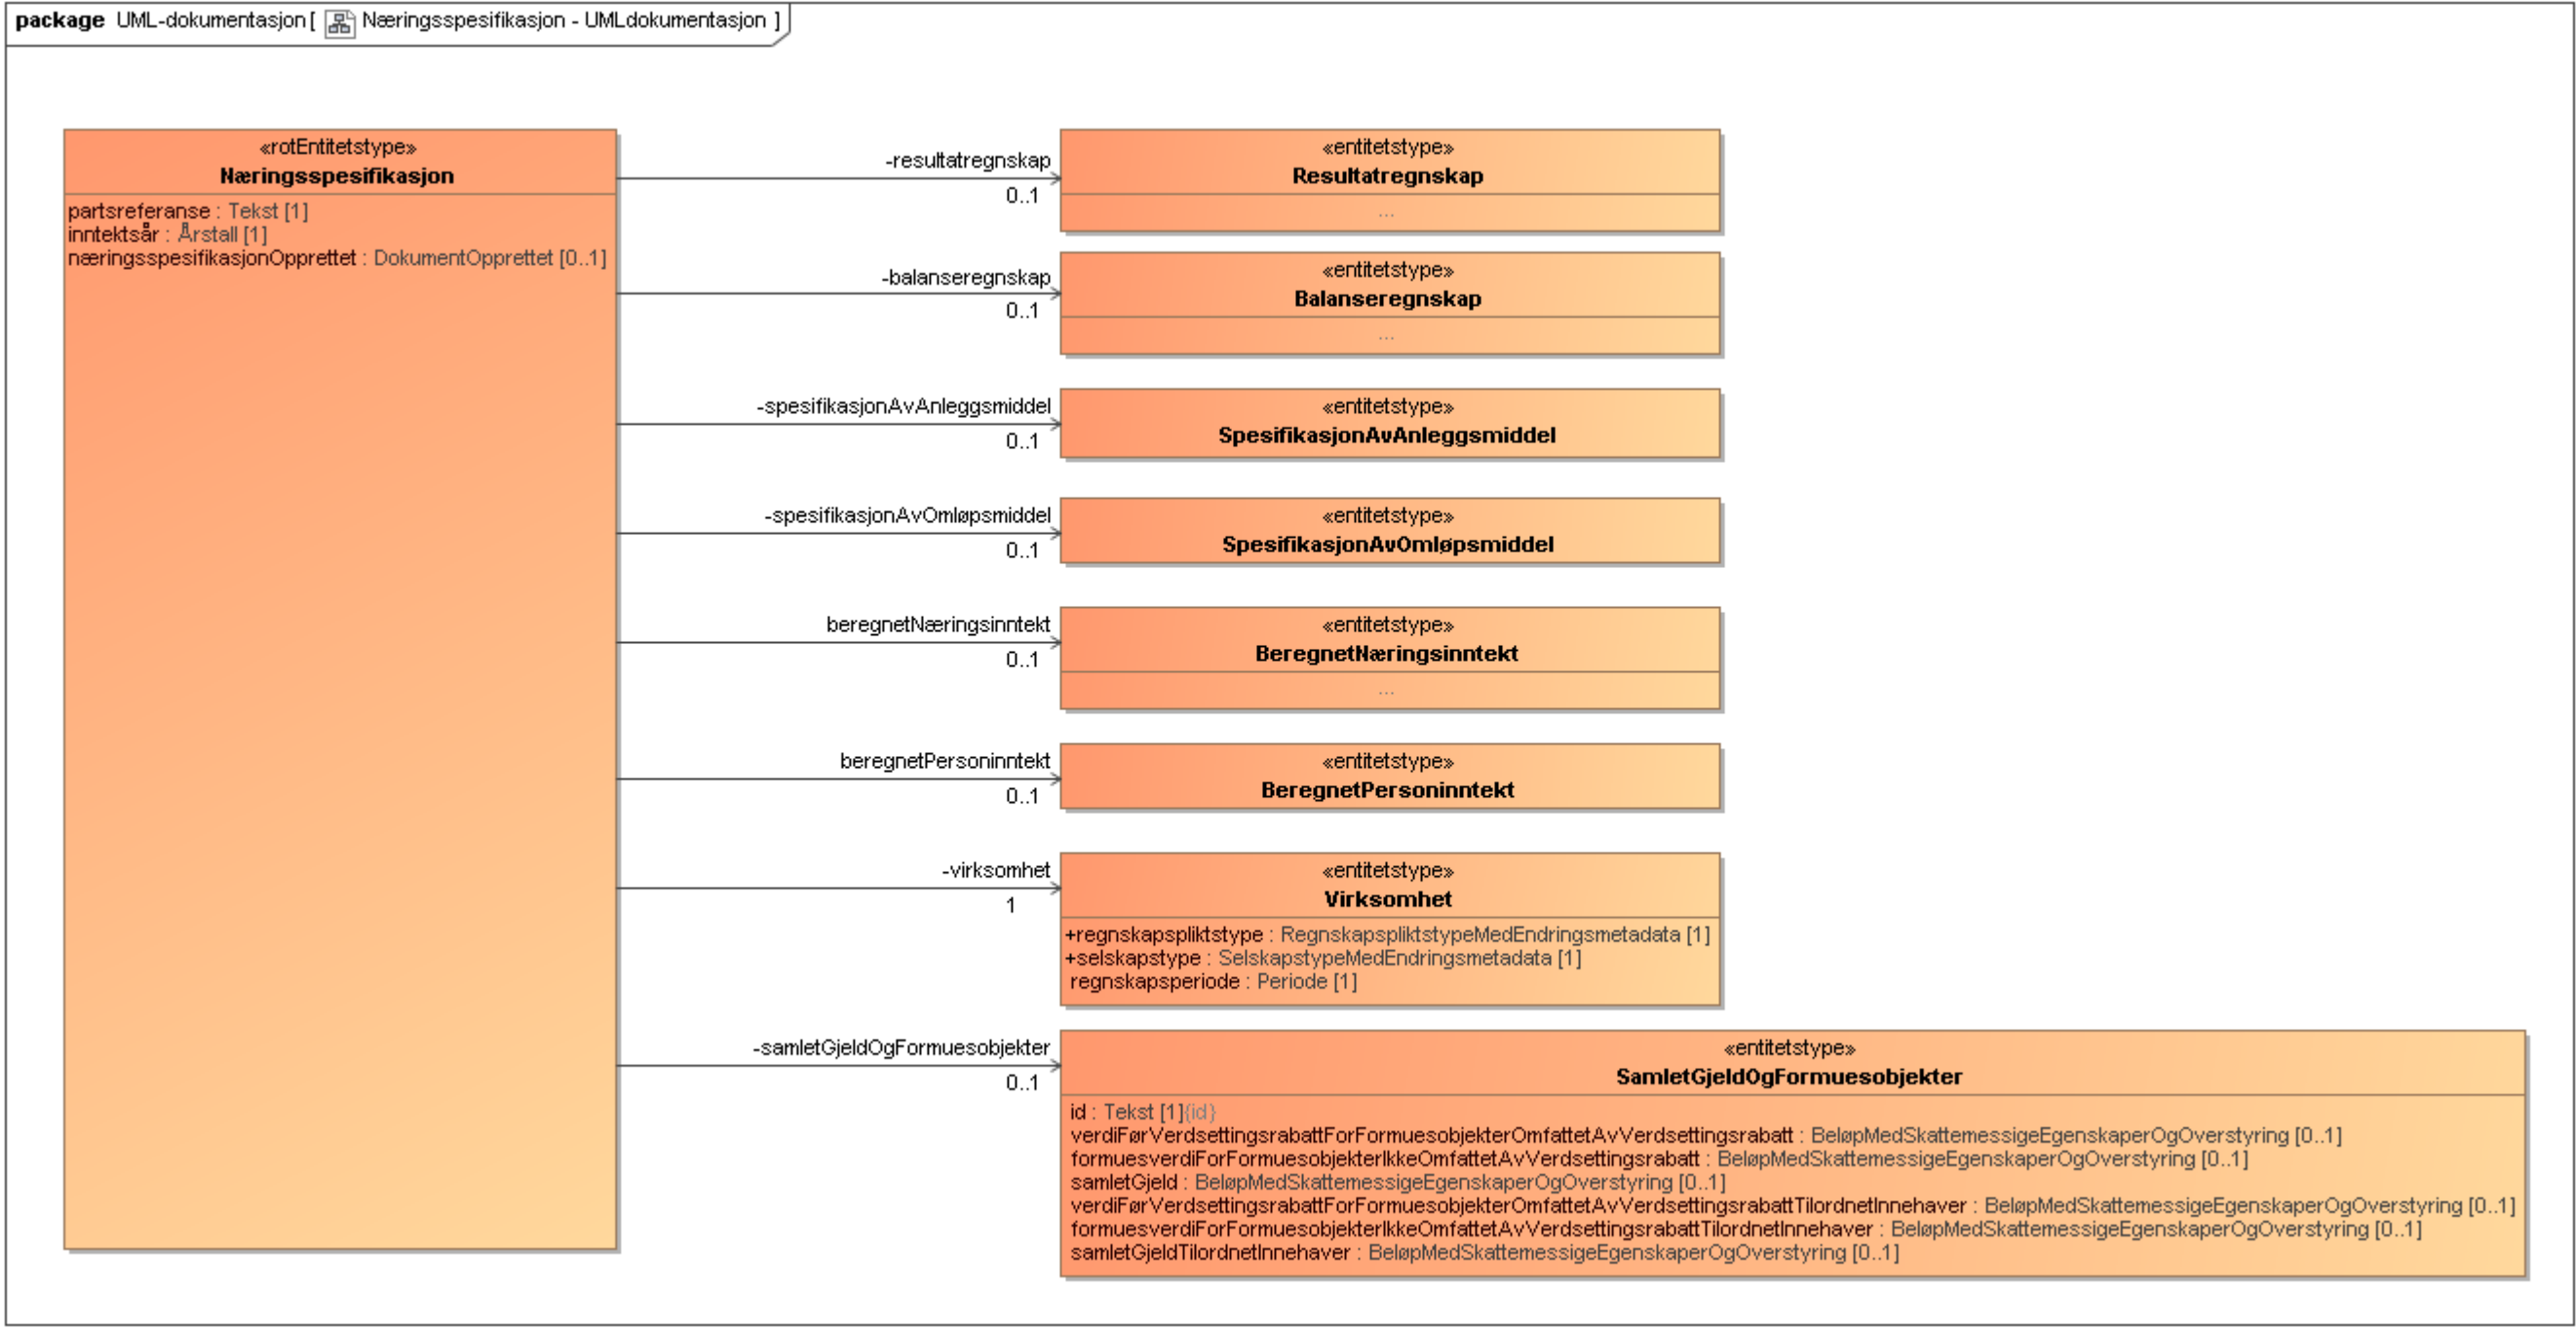 package UML-dokumentasjon [ Næringsspesifikasjon - UMLdokumentasjon ]
«rotEntitetstype»
Næringsspesifikasjon
partsreferanse : Tekst [1]
inntektsår : Årstall [1]
næringsspesifikasjonOpprettet : DokumentOpprettet [0..1]
-resultatregnskap
0..1
«entitetstype»
Resultatregnskap
...
-balanseregnskap
0..1
«entitetstype»
Balanseregnskap
...
-spesifikasjonAvAnleggsmiddel
0..1
«entitetstype»
SpesifikasjonAvAnleggsmiddel
-spesifikasjonAvOmløpsmiddel
0..1
«entitetstype»
SpesifikasjonAvOmløpsmiddel
beregnetNæringsinntekt
0..1
«entitetstype»
BeregnetNæringsinntekt
...
beregnetPersoninntekt
0..1
«entitetstype»
BeregnetPersoninntekt
-virksomhet
1
«entitetstype»
Virksomhet
+regnskapspliktstype : RegnskapspliktstypeMedEndringsmetadata [1]
+selskapstype : SelskapstypeMedEndringsmetadata [1]
regnskapsperiode : Periode [1]
-samletGjeldOgFormuesobjekter
0..1
«entitetstype»
SamletGjeldOgFormuesobjekter
id : Tekst [1]{id}
verdiFørVerdsettingsrabattForFormuesobjekterOmfattetAvVerdsettingsrabatt : BeløpMedSkattemessigeEgenskaperOgOverstyring [0..1]
formuesverdiForFormuesobjekterIkkeOmfattetAvVerdsettingsrabatt : BeløpMedSkattemessigeEgenskaperOgOverstyring [0..1]
samletGjeld : BeløpMedSkattemessigeEgenskaperOgOverstyring [0..1]
verdiFørVerdsettingsrabattForFormuesobjekterOmfattetAvVerdsettingsrabattTilordnetInnehaver : BeløpMedSkattemessigeEgenskaperOgOverstyring [0..1]
formuesverdiForFormuesobjekterIkkeOmfattetAvVerdsettingsrabattTilordnetInnehaver : BeløpMedSkattemessigeEgenskaperOgOverstyring [0..1]
samletGjeldTilordnetInnehaver : BeløpMedSkattemessigeEgenskaperOgOverstyring [0..1]